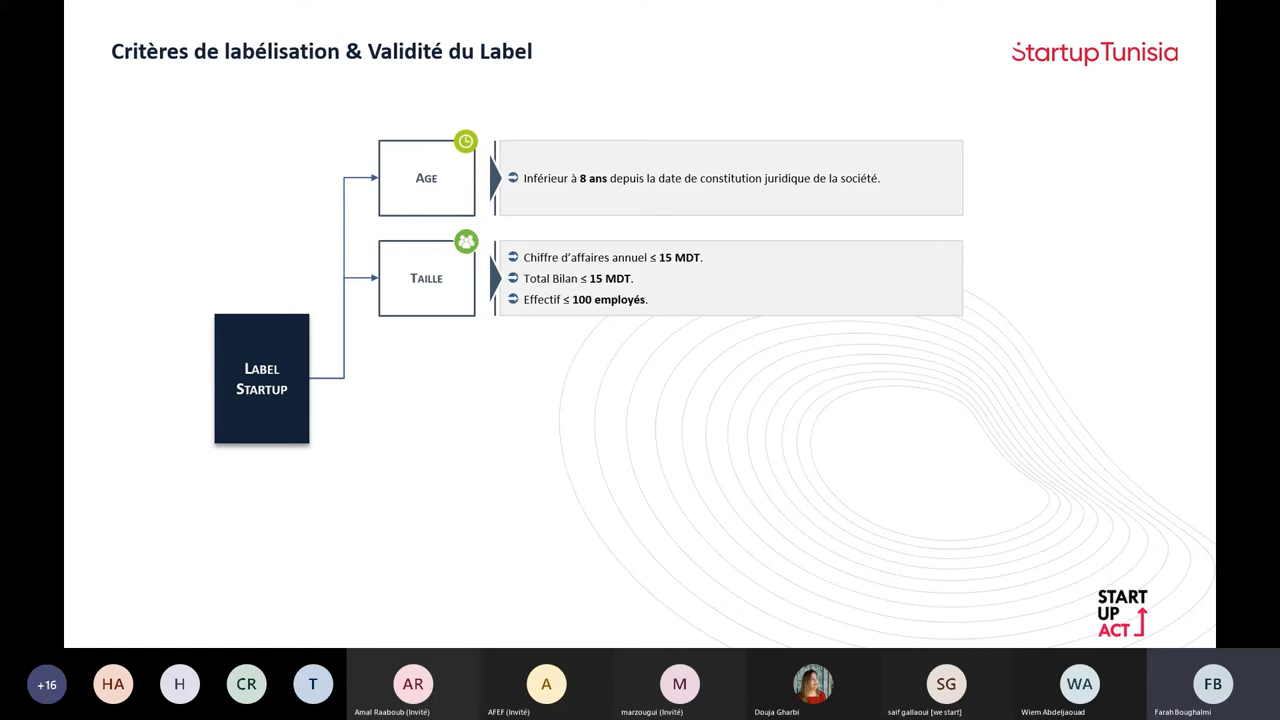 Critères de labélisation & Validité du Label
StartupTunisia
AGE
Inférieur à 8 ans depuis la date de constitution juridique de la société.
TAILLE
Chiffre d'affaires annuel ≤ 15 MDT.
Total Bilan ≤ 15 MDT.
Effectif ≤ 100 employés.
LABEL
STARTUP
START
UP
ACT
+16
HA
H
CR
T
AR
Amal Raaboub (Invité)
A
AFEF (Invité)
M
marzougui (Invité)
Douja Gharbi
SG
saif gallaoui [we start]
WA
Wiem Abdeljaouad
FB
Farah Boughalmi